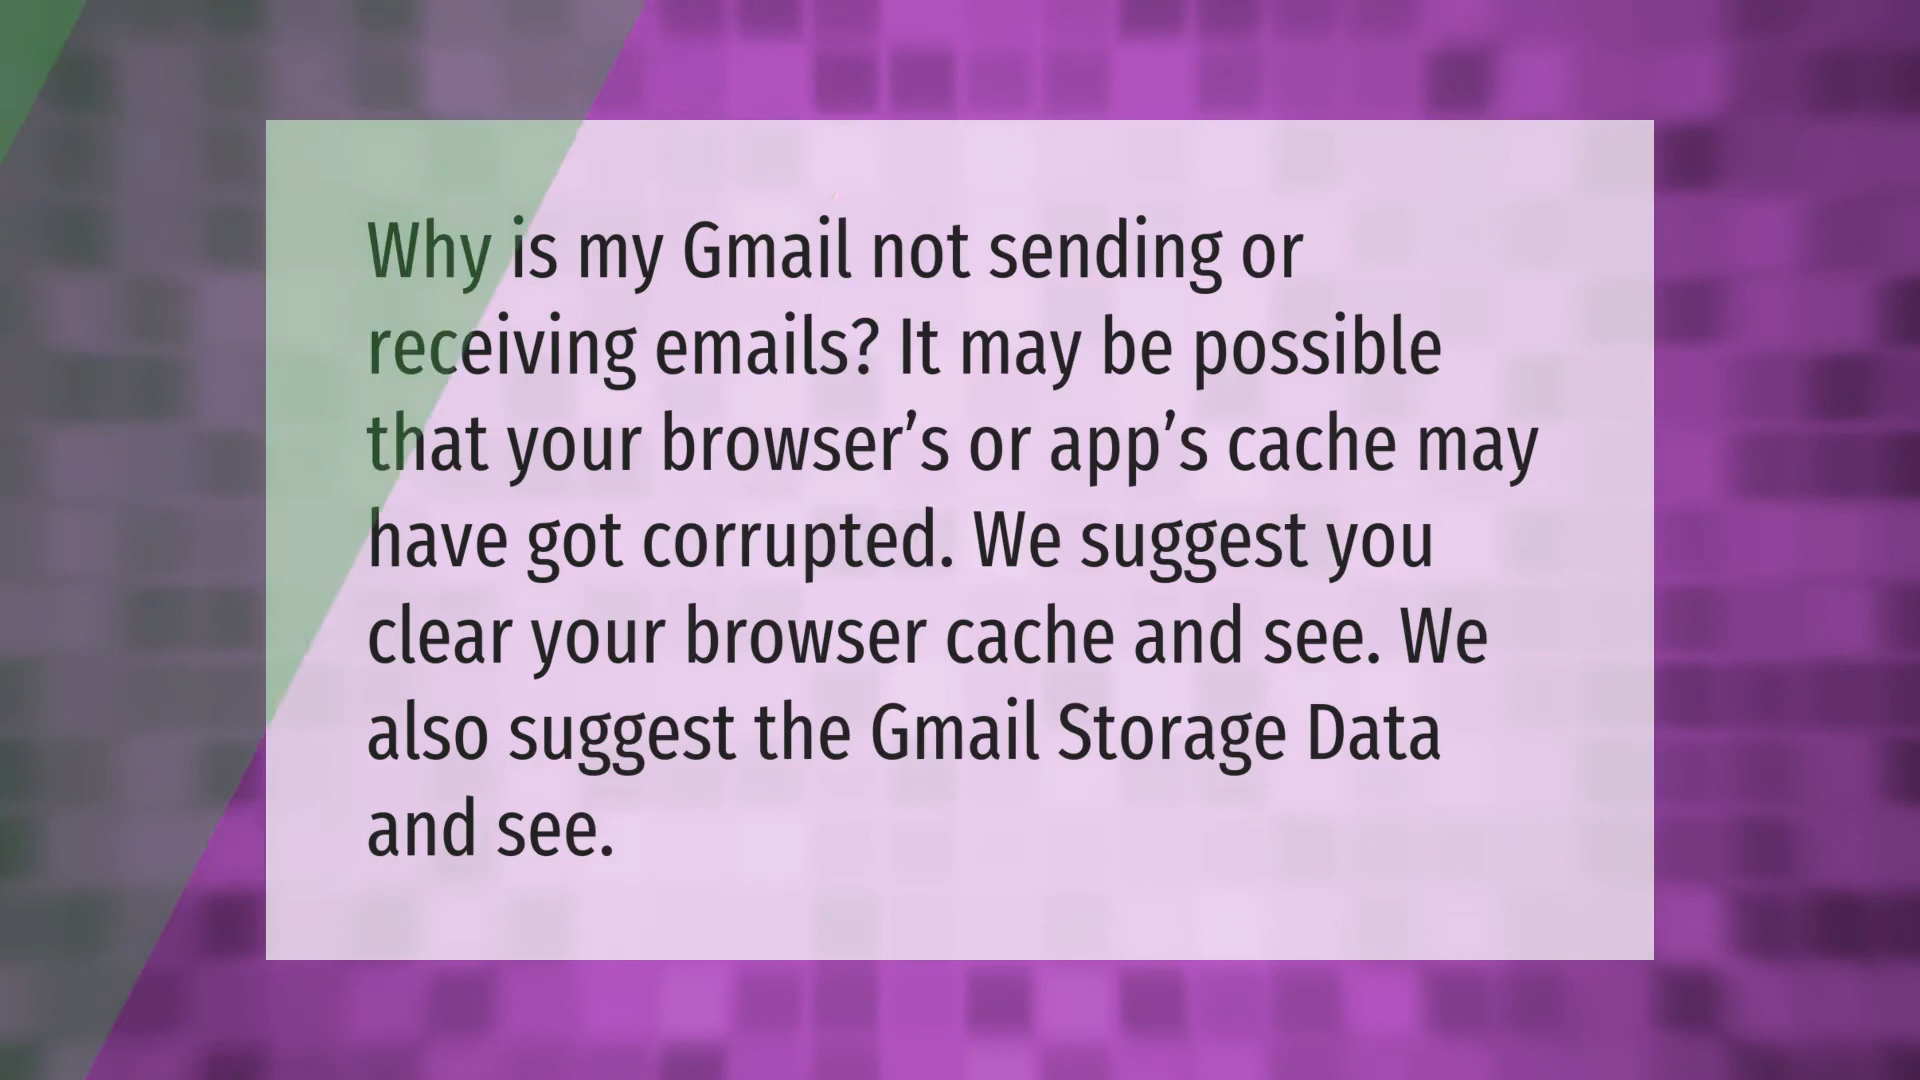 Why is my Gmail not sending or
receiving emails? It may be possible
that your browser’s or app’s cache may
have got corrupted. We suggest you
clear your browser cache and see. We
also suggest the Gmail Storage Data
and see.